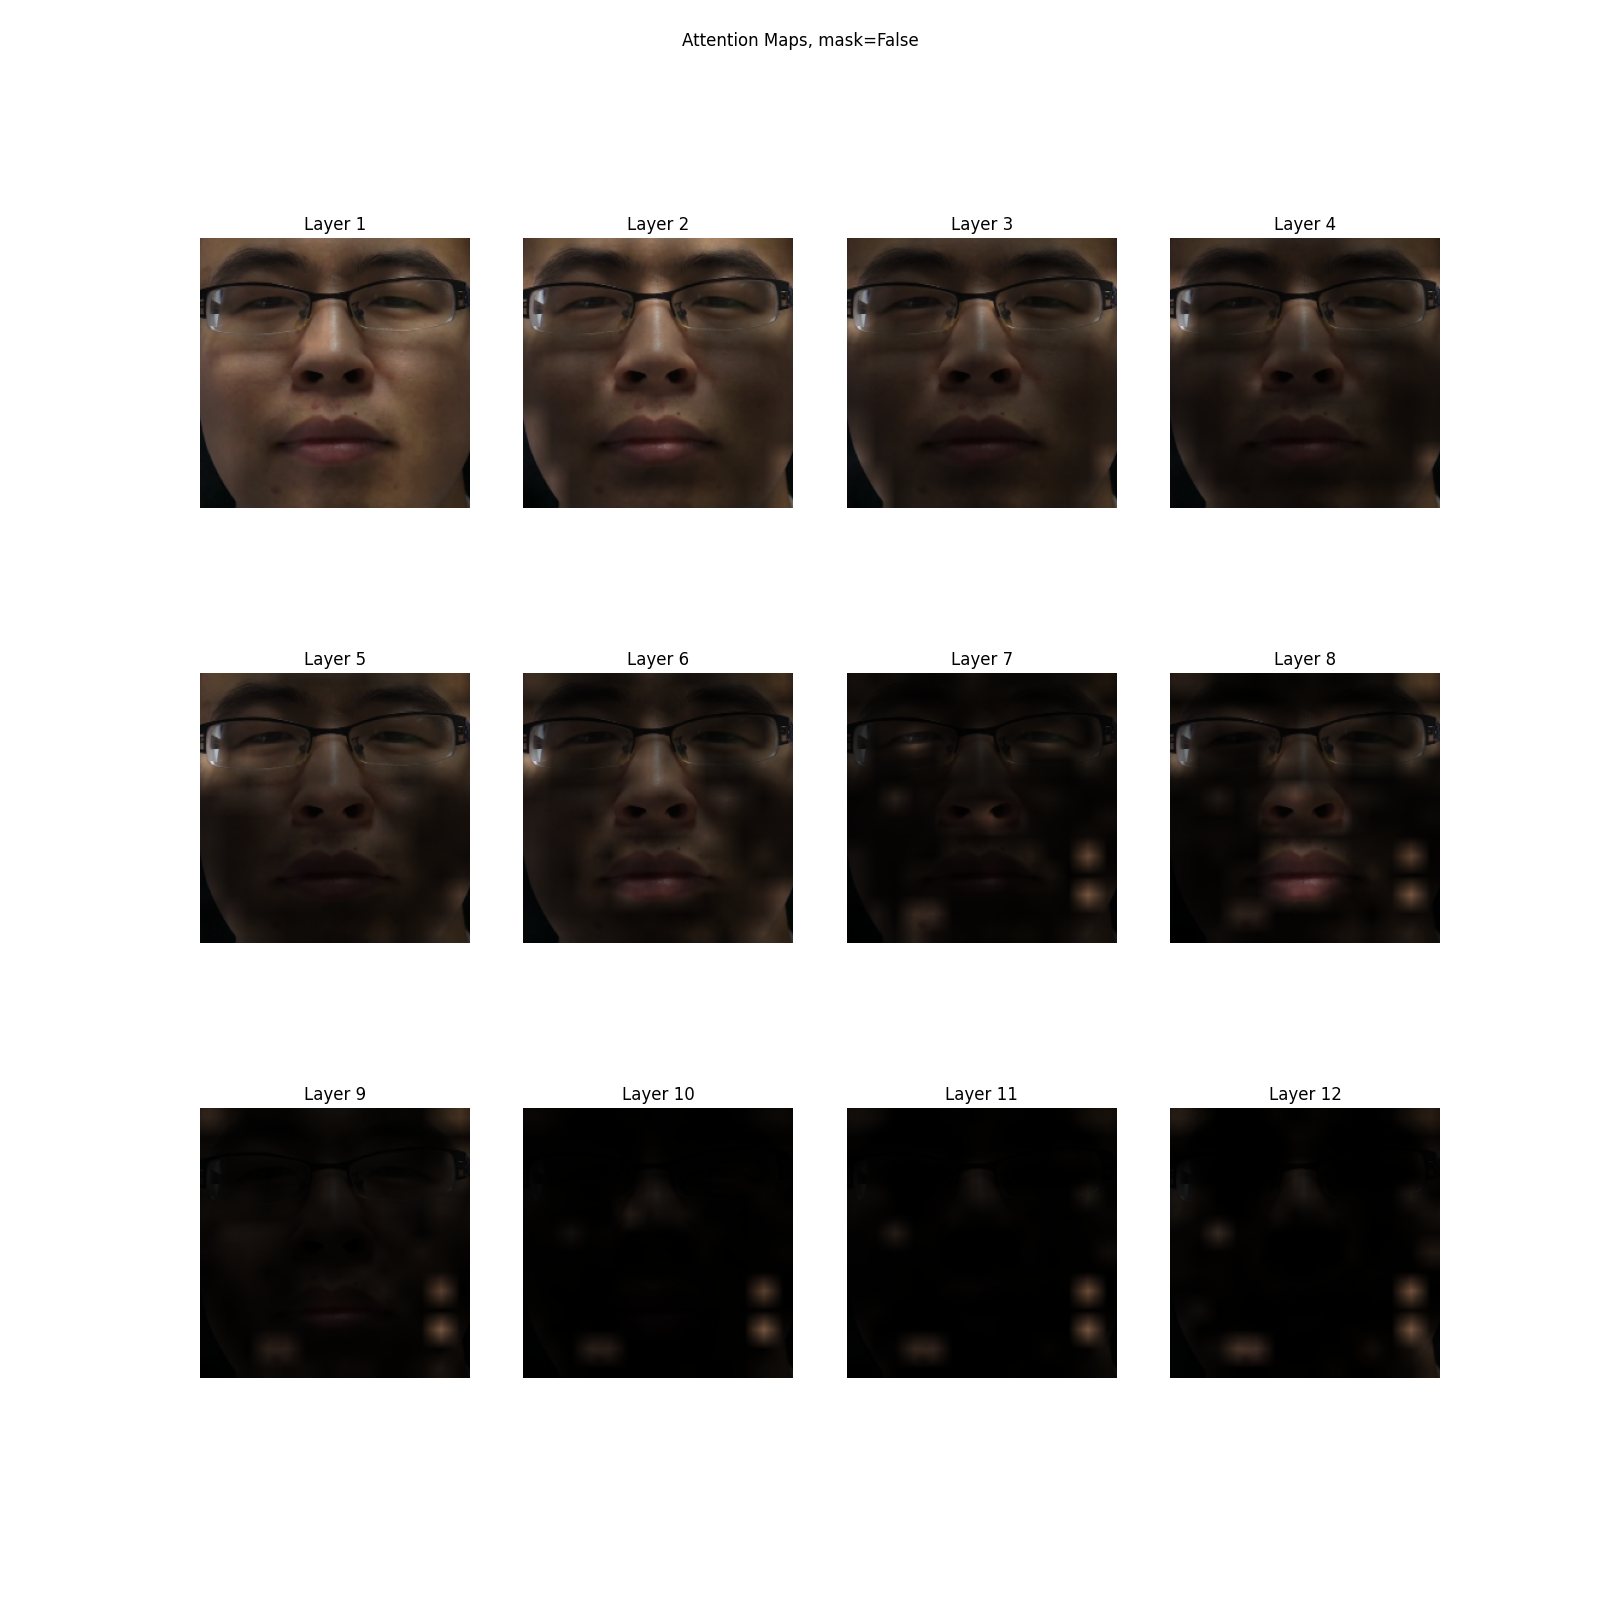 Attention Maps, mask=False
Layer 1
Layer 2
Layer 3
Layer 4
Layer 5
Layer 6
Layer 7
Layer 8
Layer 9
Layer 10
Layer 11
Layer 12